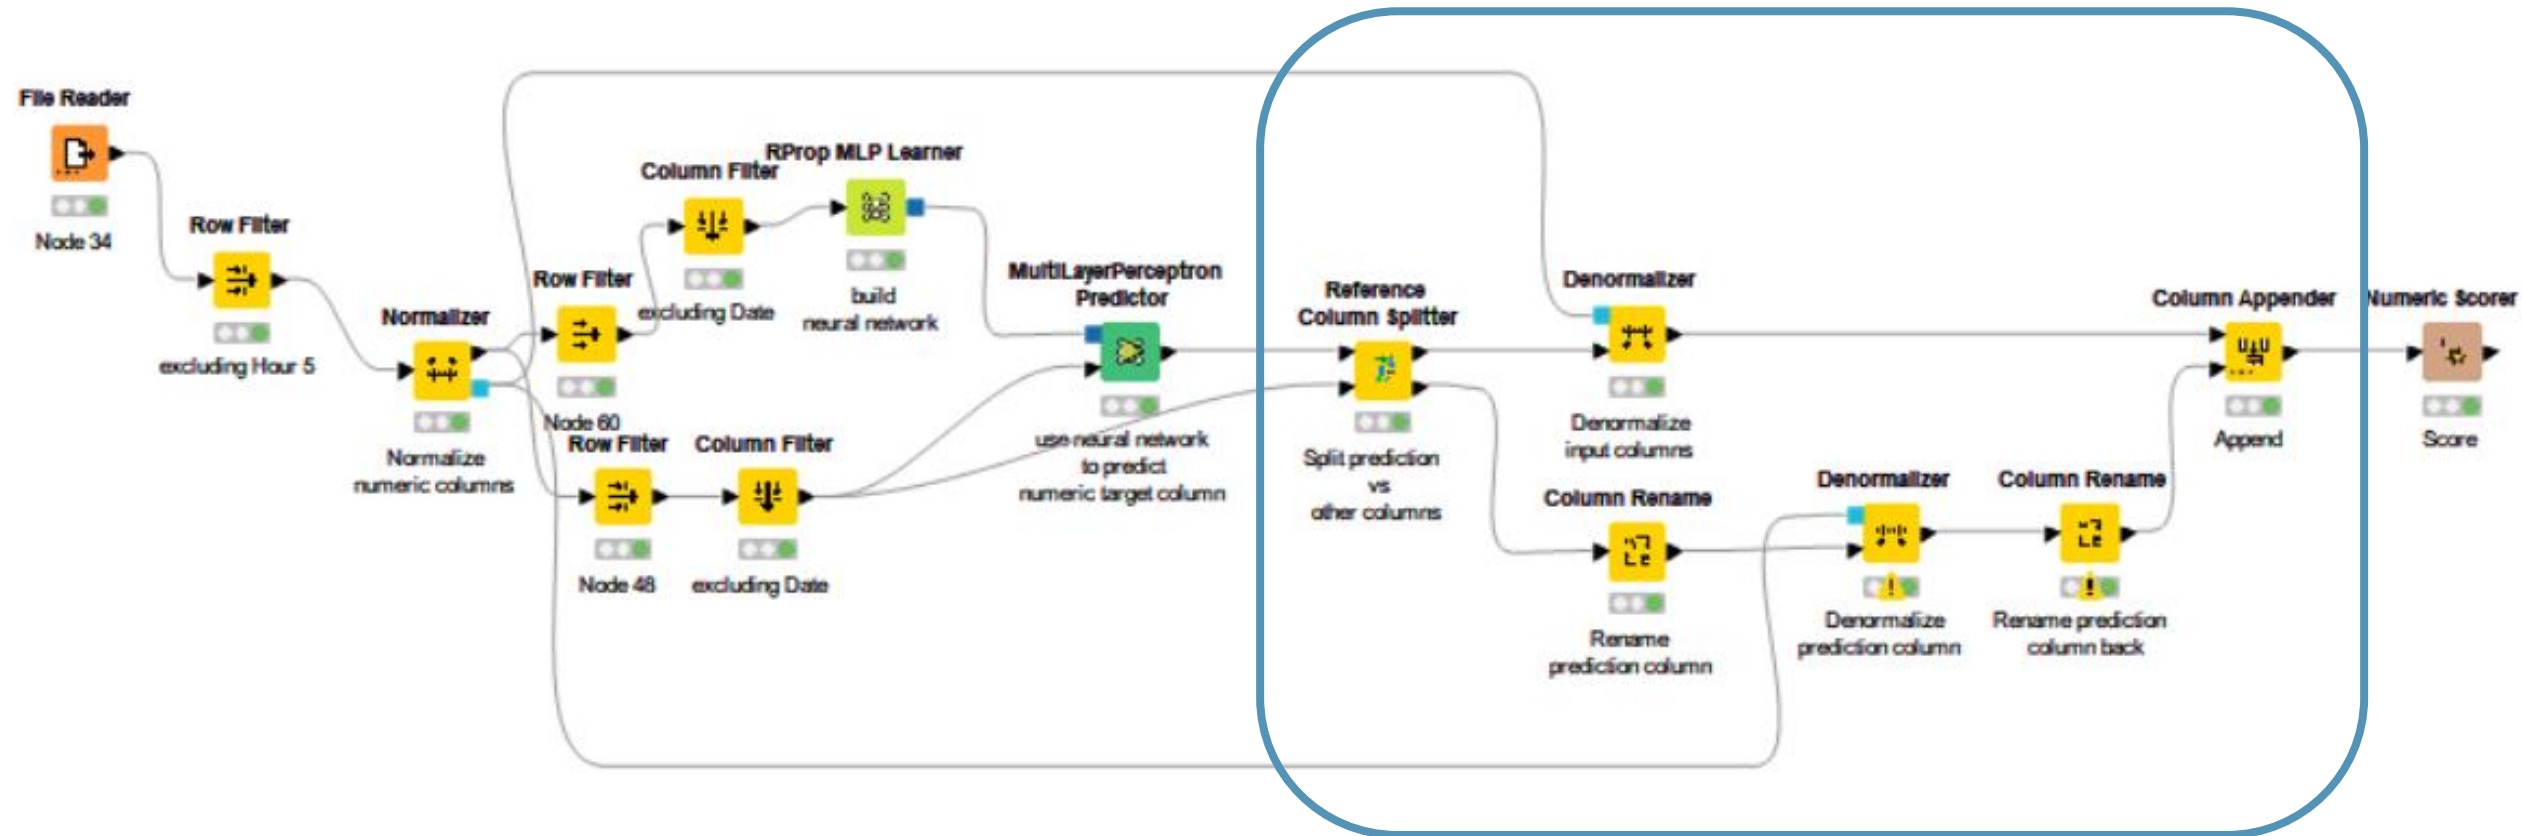 File Reader
Node 34
Row Filter
excluding Hour 5
Normalizer
Normalize
numeric columns
Row Filter
Node 60
Column Filter
excluding Date
RProp MLP Learner
build
neural network
Row Filter
Node 48
Column Filter
excluding Date
MultiLayerPerceptron
Predictor
use neural network
to predict
numeric target column
Reference
Column Splitter
Split prediction
vs
other columns
Denormalizer
Denormalize
input columns
Column Rename
Rename
prediction column
Denormalizer
Denormalize
prediction column
Column Rename
Rename prediction
column back
Column Appender
Append
Numeric Scorer
Score